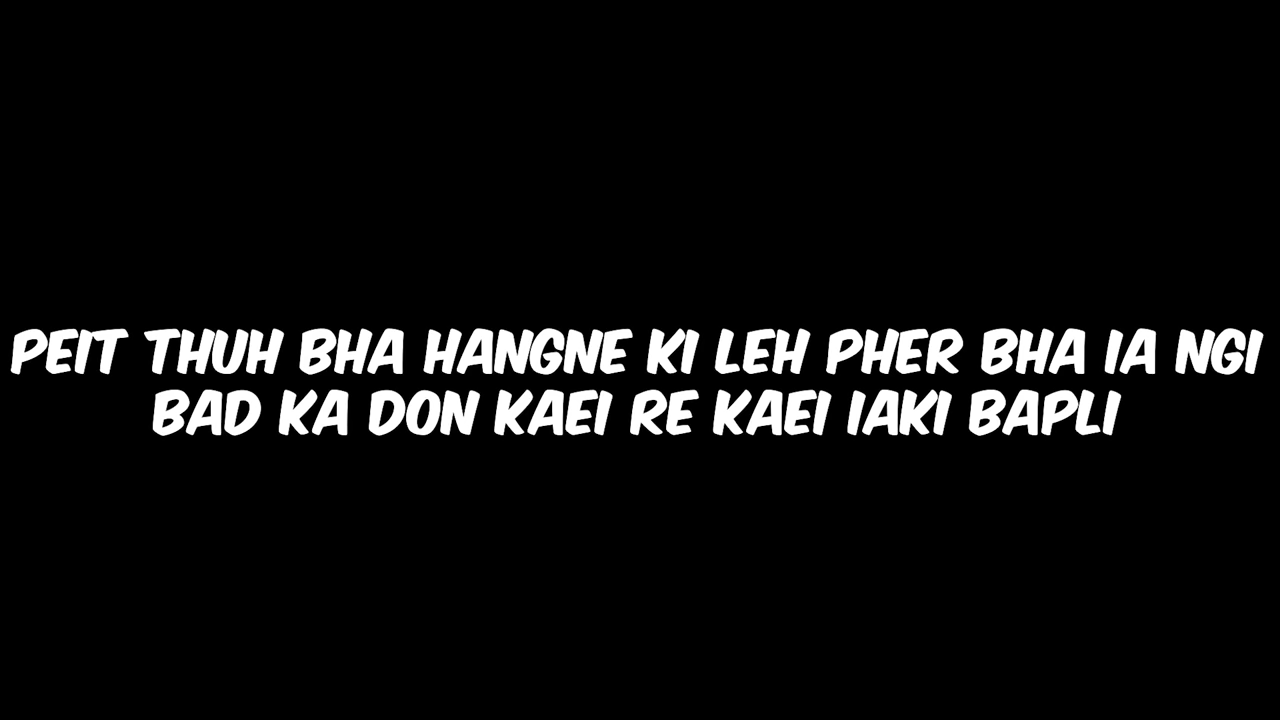 PEIT THUH BHA HANGNE KI LEH PHER BHA IA NGI
BAD KA DON KAEI RE KAEI IAKI BAPLI